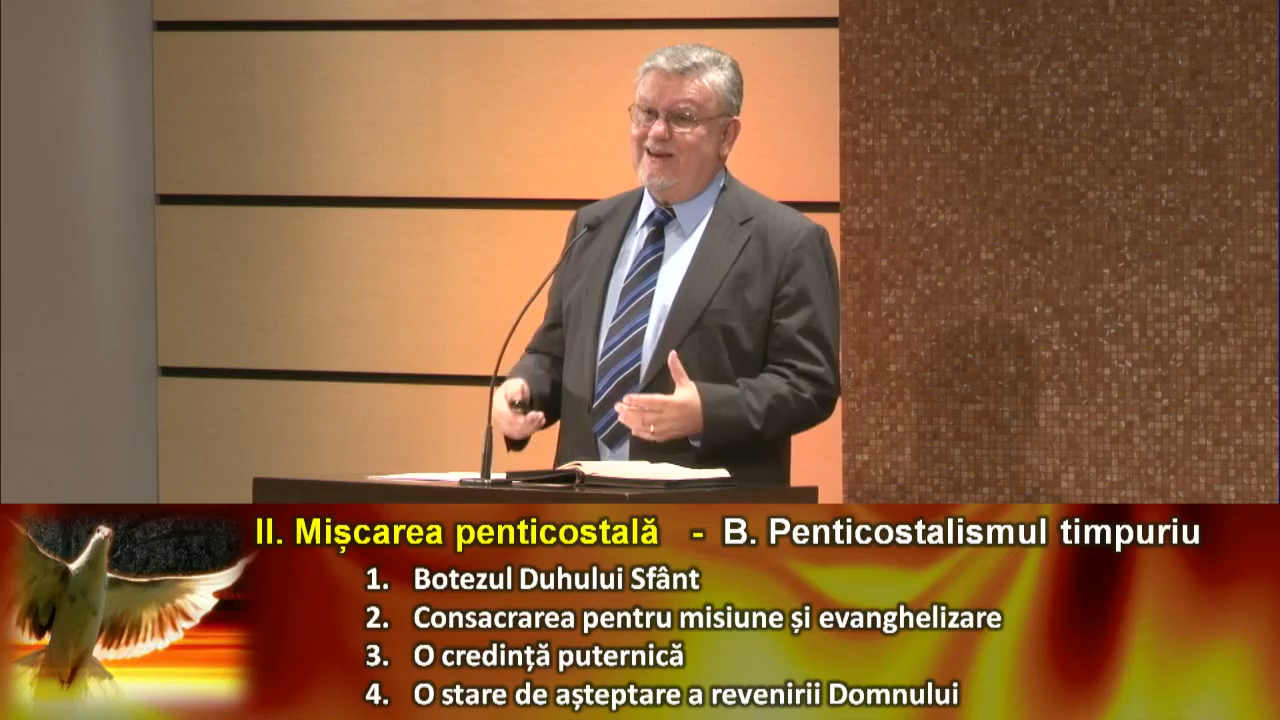 II. Mișcarea penticostală - B. Penticostalismul timpuriu
1. Botezul Duhului Sfânt
2. Consacrarea pentru misiune și evanghelizare
3. O credință puternică
4. O stare de așteptare a revenirii Domnului